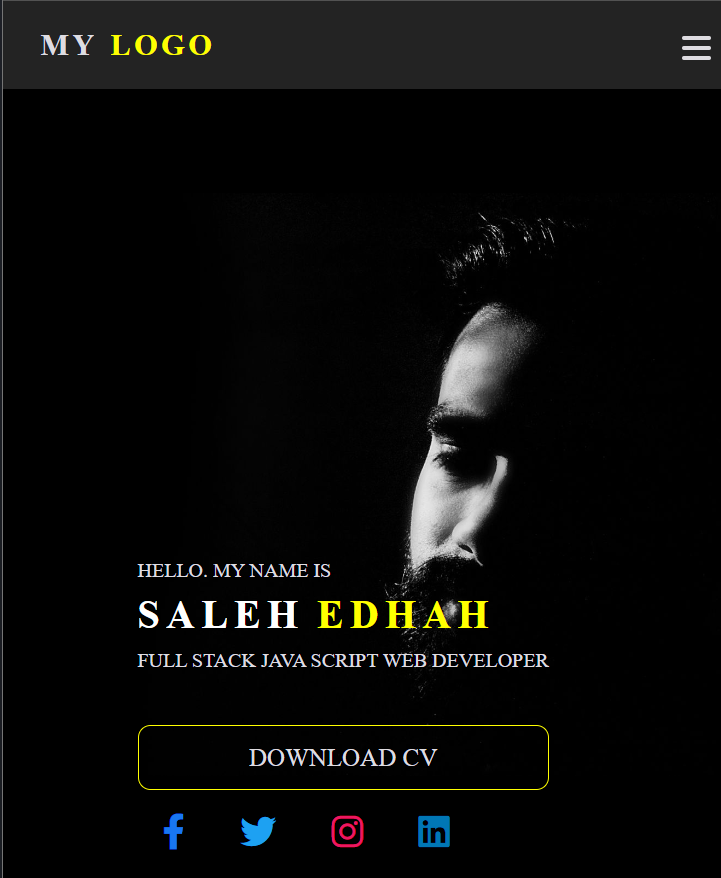 MY LOGO
HELLO. MY NAME IS
SALEH EDHAH
FULL STACK JAVA SCRIPT WEB DEVELOPER
DOWNLOAD CV